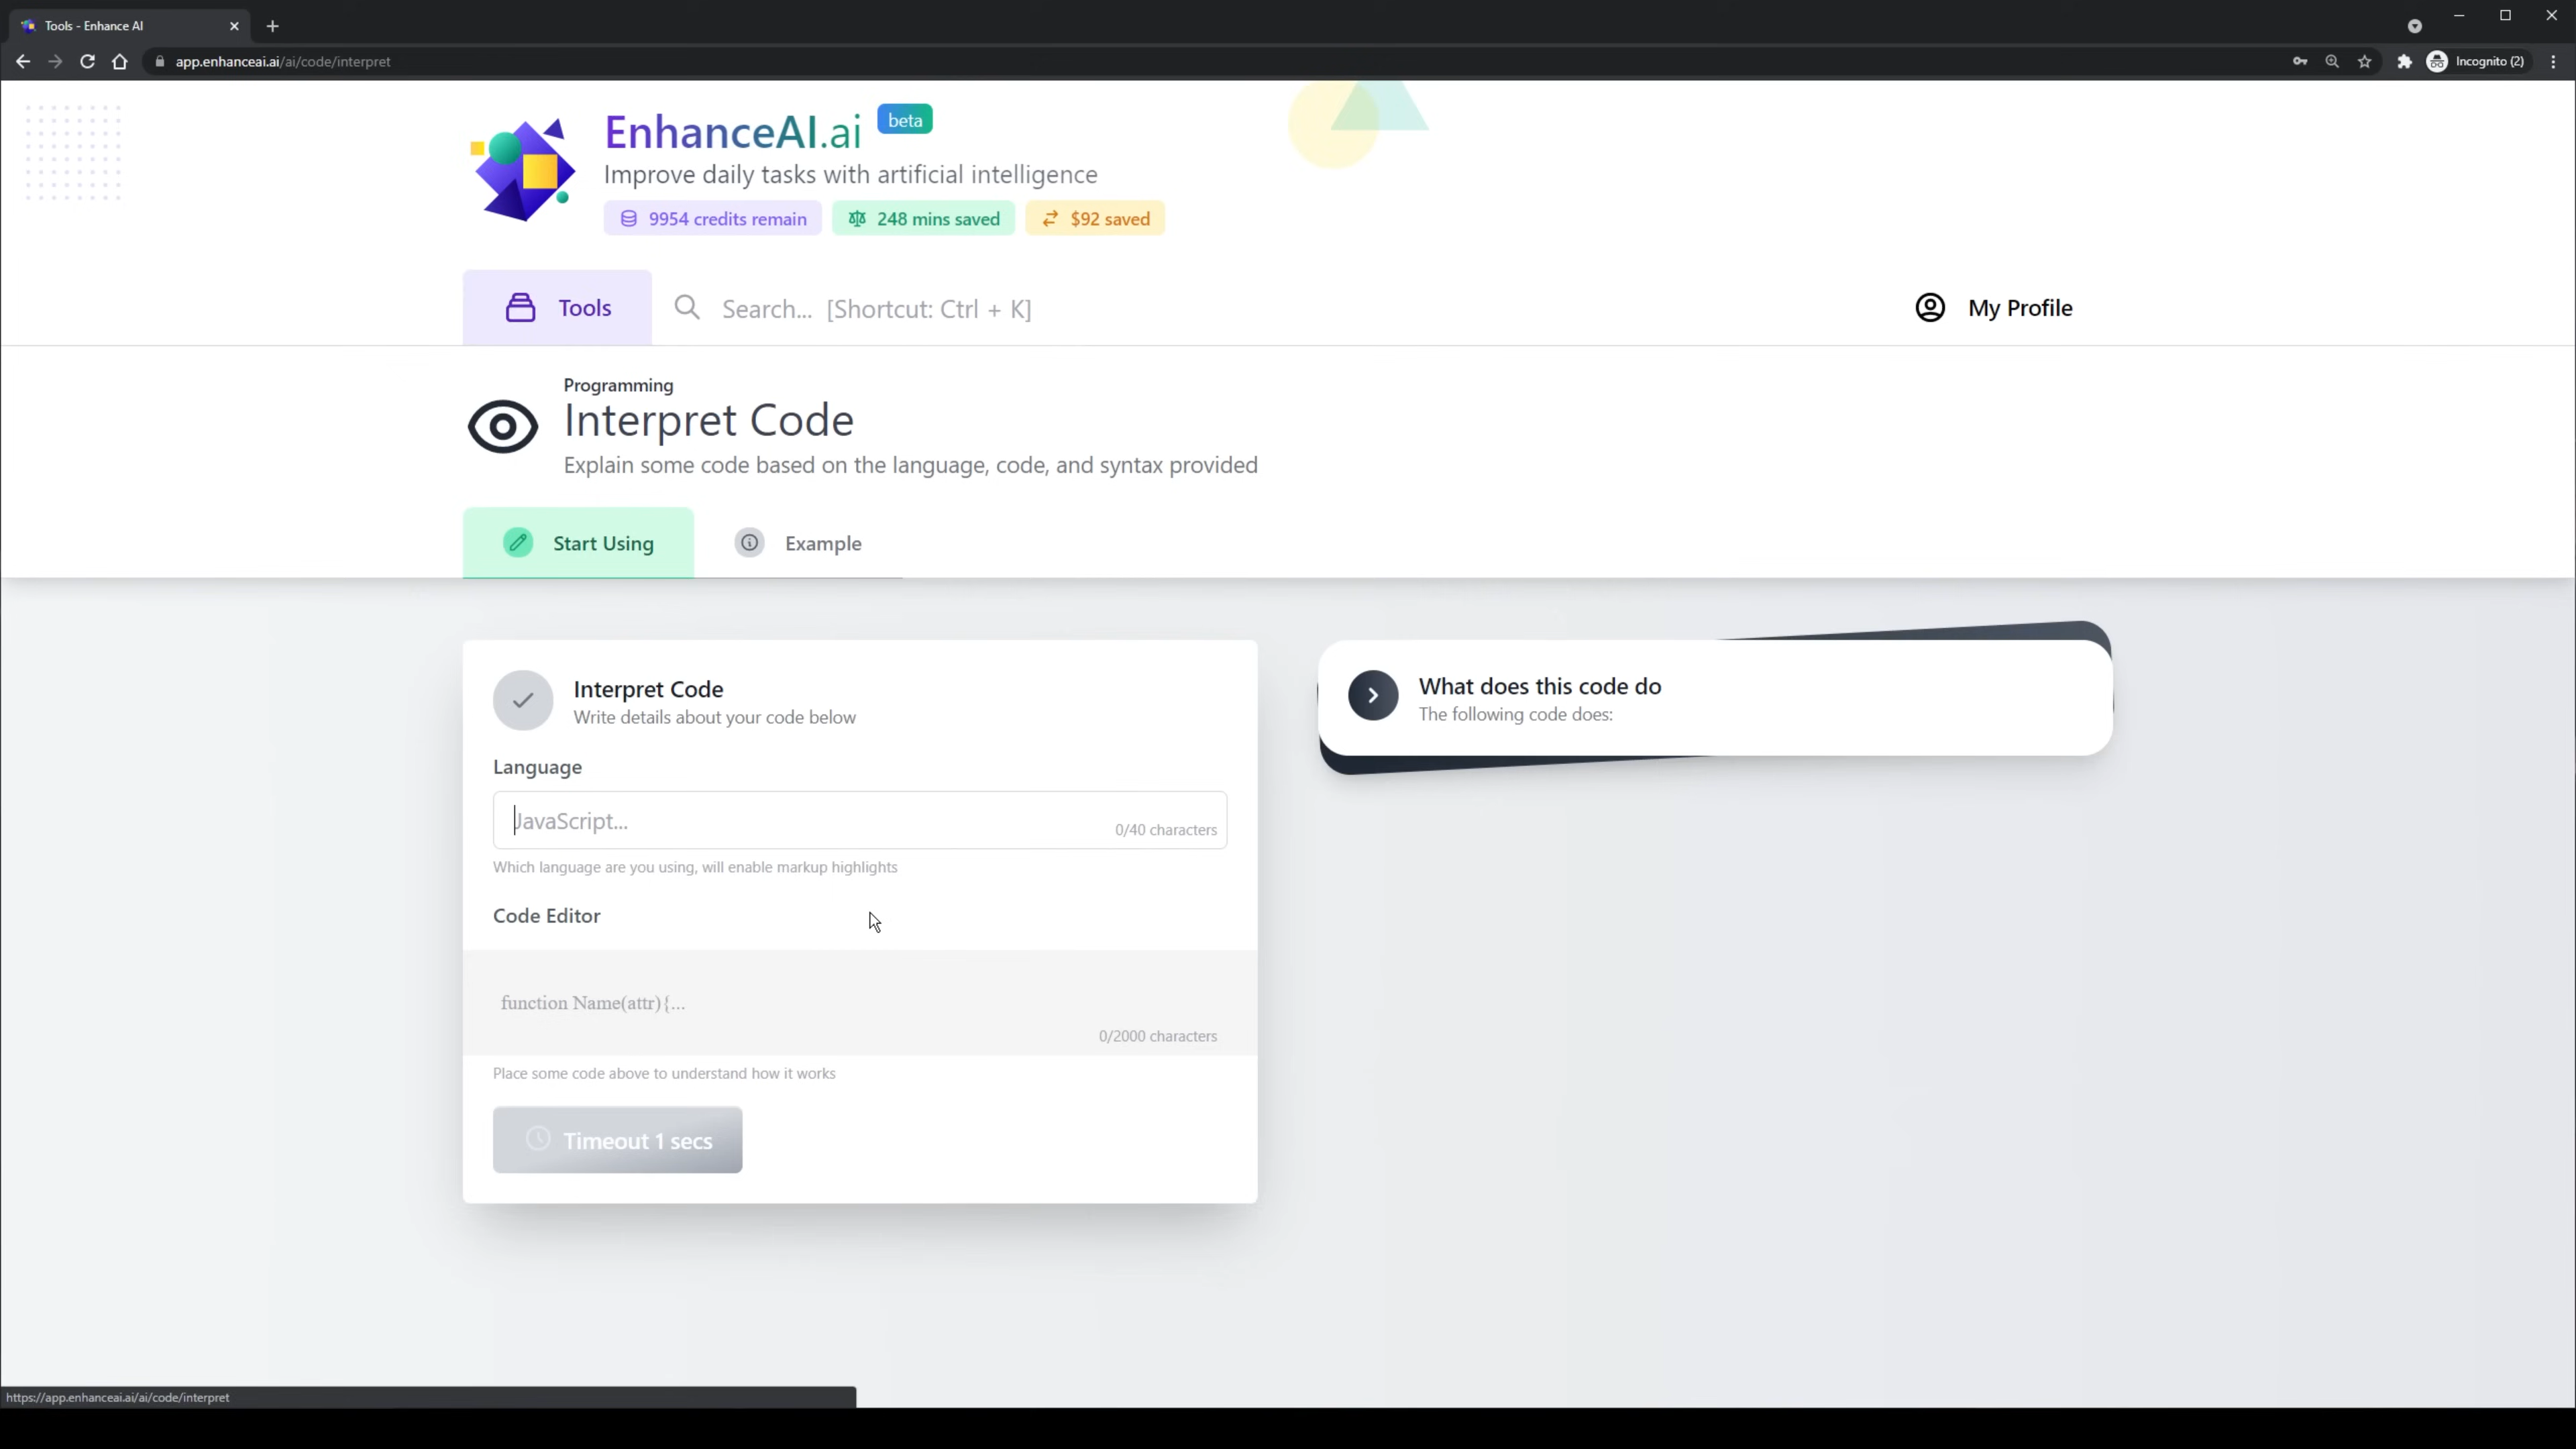 Tools - Enhance AI
app.enhanceai.ai/ai/code/interpret
Incognito (2)
EnhanceAI.ai beta
Improve daily tasks with artificial intelligence
9954 credits remain 248 mins saved $92 saved
Tools Search... [Shortcut: Ctrl + K] My Profile
Programming
Interpret Code
Explain some code based on the language, code, and syntax provided
Start Using Example
Interpret Code
Write details about your code below
Language
JavaScript...
0/40 characters
Which language are you using, will enable markup highlights
Code Editor
function Name(attr){...
0/2000 characters
Place some code above to understand how it works
Timeout 1 secs
What does this code do
The following code does:
https://app.enhanceai.ai/ai/code/interpret